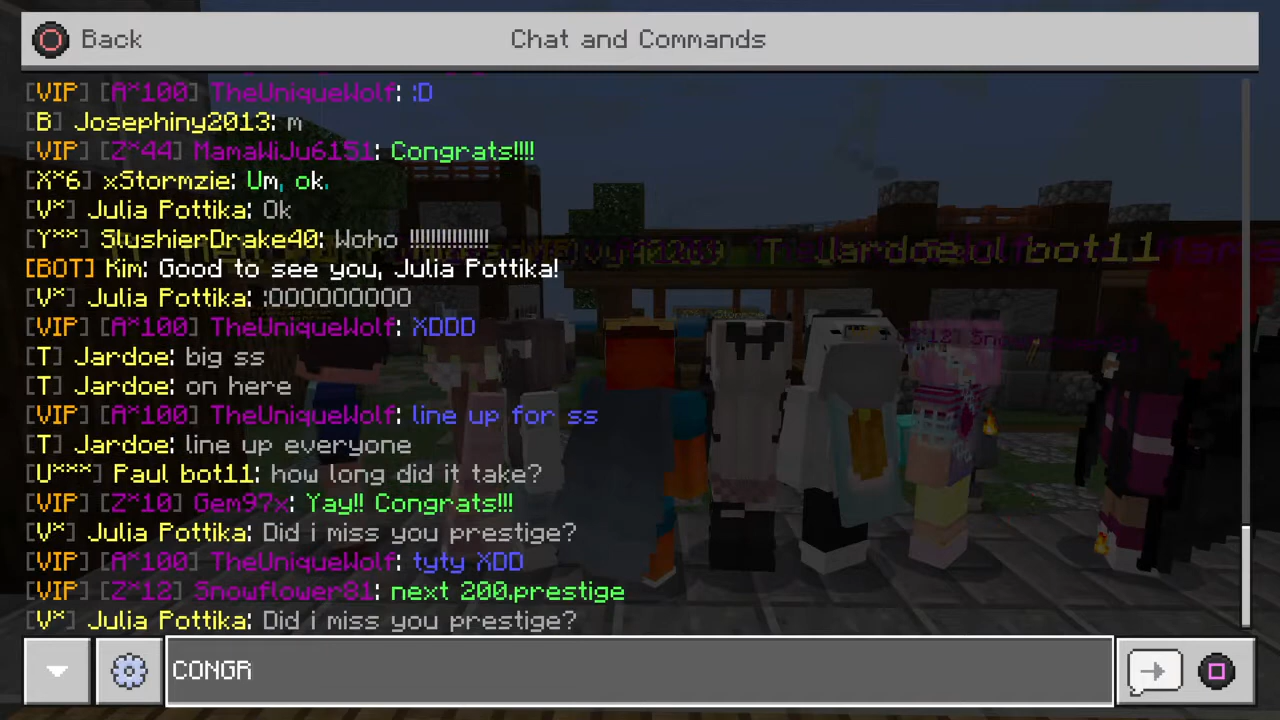 Back
Chat and Commands
[VIP] [A*100] TheUniqueWolf: :D
[B] Josephiny2013: m
[VIP] [Z*44] MamaWiJu6151: Congrats!!!!
[X*6] xStormzie: Um, ok.
[V*] Julia Pottika: Ok
[Y**] SlushierDrake40: Woho !!!!!!!!!!!!!!
[BOT] Kim: Good to see you, Julia Pottika!
[V*] Julia Pottika: :OOOOOOOOO
[VIP] [A*100] TheUniqueWolf: XDDD
[T] Jardoe: big ss
[T] Jardoe: on here
[VIP] [A*100] TheUniqueWolf: line up for ss
[T] Jardoe: line up everyone
[U***] Paul bot11: how long did it take?
[VIP] [Z*10] Gem97x: Yay!! Congrats!!!
[V*] Julia Pottika: Did i miss you prestige?
[VIP] [A*100] TheUniqueWolf: tyty XDD
[VIP] [Z*12] Snowflower81: next 200.prestige
[V*] Julia Pottika: Did i miss you prestige?
CONGR
Jardoe
bot11